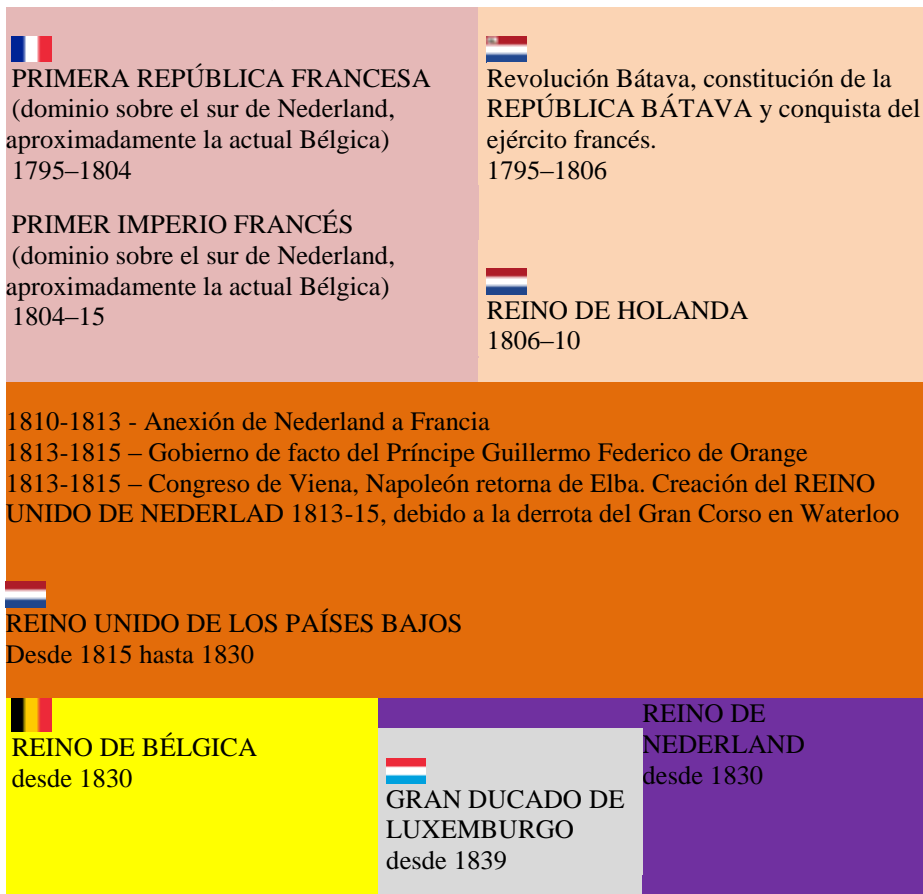 PRIMERA REPÚBLICA FRANCESA
(dominio sobre el sur de Nederland,
aproximadamente la actual Bélgica)
1795–1804
PRIMER IMPERIO FRANCÉS
(dominio sobre el sur de Nederland,
aproximadamente la actual Bélgica)
1804–15
Revolución Bátava, constitución de la
REPÚBLICA BÁTAVA y conquista del
ejército francés.
1795–1806
REINO DE HOLANDA
1806–10
1810-1813 - Anexión de Nederland a Francia
1813-1815 – Gobierno de facto del Príncipe Guillermo Federico de Orange
1813-1815 – Congreso de Viena, Napoleón retorna de Elba. Creación del REINO
UNIDO DE NEDERLAD 1813-15, debido a la derrota del Gran Corso en Waterloo
REINO UNIDO DE LOS PAÍSES BAJOS
Desde 1815 hasta 1830
REINO DE BÉLGICA
desde 1830
GRAN DUCADO DE
LUXEMBURGO
desde 1839
REINO DE
NEDERLAND
desde 1830